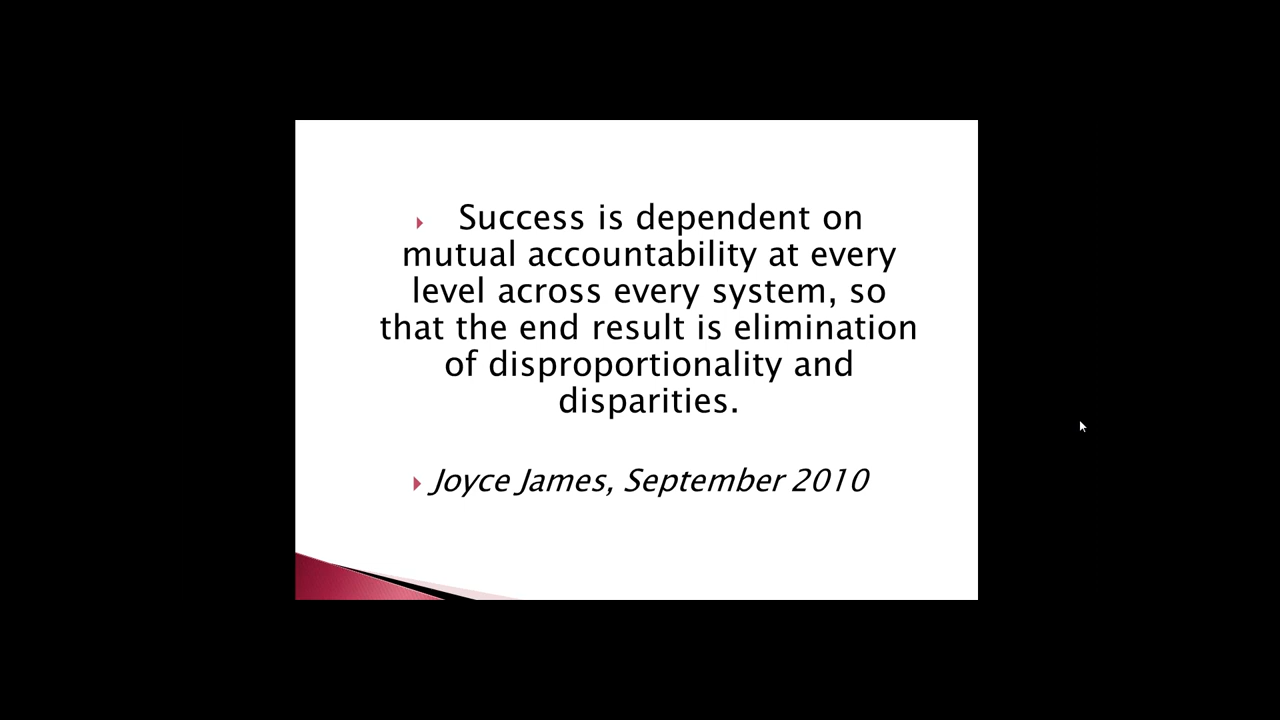 Success is dependent on
mutual accountability at every
level across every system, so
that the end result is elimination
of disproportionality and
disparities.
Joyce James, September 2010